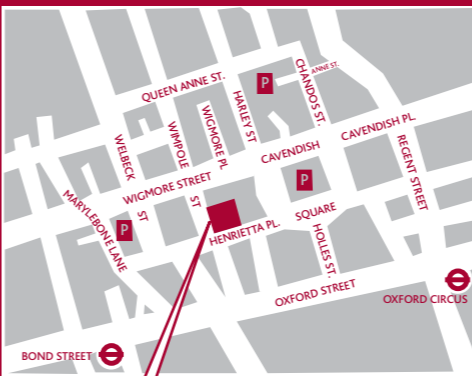 QUEEN ANNE ST.
P
ANNE ST.
CHANDOS ST.
HARLEY ST
WIGMORE PL
WIMPOLE
ST
WELBECK
ST
CAVENDISH PL.
CAVENDISH
SQUARE
REGENT STREET
WIGMORE STREET
P
MARYLEBONE LANE
P
HENRIETTA PL.
HOLLES ST.
OXFORD STREET
OXFORD CIRCUS
BOND STREET